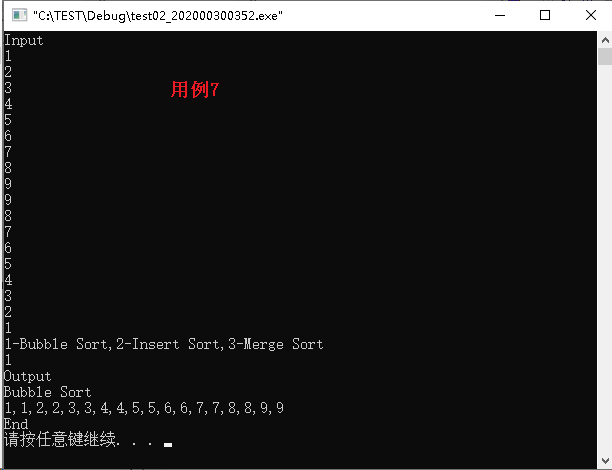 "C:\TEST\Debug\test02_202000300352.exe"
Input
1
2
3
用例7
4
5
6
7
8
9
9
8
7
6
5
4
3
2
1
1-Bubble Sort,2-Insert Sort,3-Merge Sort
1
Output
Bubble Sort
1,1,2,2,3,3,4,4,5,5,6,6,7,7,8,8,9,9
End
请按任意键继续. . .